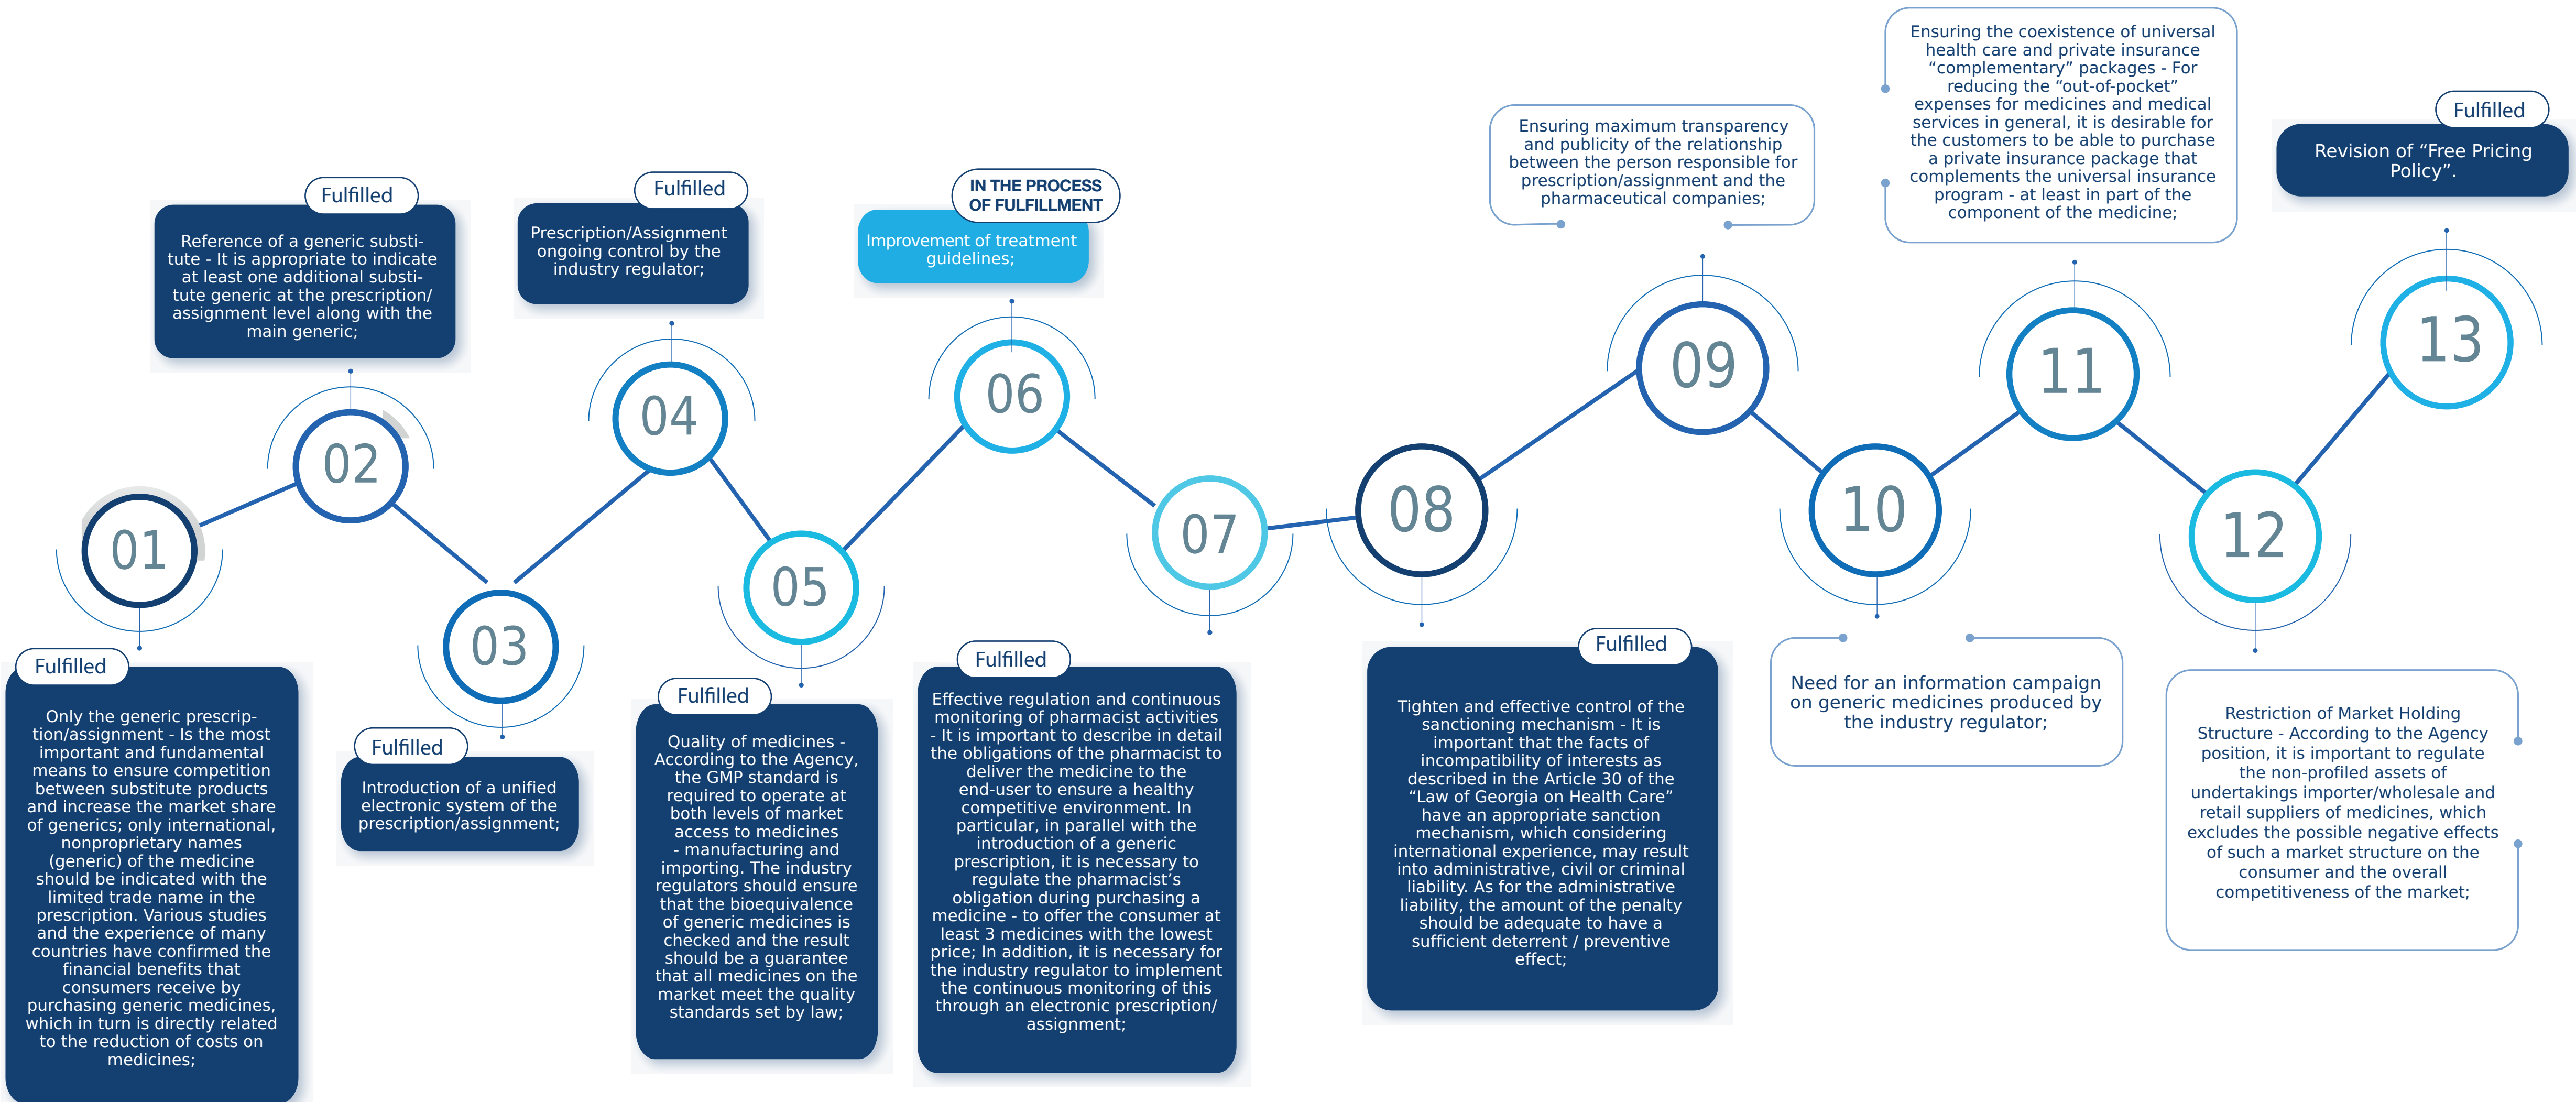 Fulfilled
Only the generic prescrip-
tion/assignment - Is the most
important and fundamental
means to ensure competition
between substitute products
and increase the market share
of generics; only international,
nonproprietary names
(generic) of the medicine
should be indicated with the
limited trade name in the
prescription. Various studies
and the experience of many
countries have confirmed the
financial benefits that
consumers receive by
purchasing generic medicines,
which in turn is directly related
to the reduction of costs on
medicines;
01
Fulfilled
Reference of a generic substi-
tute - It is appropriate to indicate
at least one additional substi-
tute generic at the prescription/
assignment level along with the
main generic;
02
03
Fulfilled
Introduction of a unified
electronic system of the
prescription/assignment;
Fulfilled
Prescription/Assignment
ongoing control by the
industry regulator;
04
05
Fulfilled
Quality of medicines -
According to the Agency,
the GMP standard is
required to operate at
both levels of market
access to medicines
- manufacturing and
importing. The industry
regulators should ensure
that the bioequivalence
of generic medicines is
checked and the result
should be a guarantee
that all medicines on the
market meet the quality
standards set by law;
IN THE PROCESS
OF FULFILLMENT
Improvement of treatment
guidelines;
06
07
Fulfilled
Effective regulation and continuous
monitoring of pharmacist activities
- It is important to describe in detail
the obligations of the pharmacist to
deliver the medicine to the
end-user to ensure a healthy
competitive environment. In
particular, in parallel with the
introduction of a generic
prescription, it is necessary to
regulate the pharmacist’s
obligation during purchasing a
medicine - to offer the consumer at
least 3 medicines with the lowest
price; In addition, it is necessary for
the industry regulator to implement
the continuous monitoring of this
through an electronic prescription/
assignment;
08
Fulfilled
Tighten and effective control of the
sanctioning mechanism - It is
important that the facts of
incompatibility of interests as
described in the Article 30 of the
“Law of Georgia on Health Care”
have an appropriate sanction
mechanism, which considering
international experience, may result
into administrative, civil or criminal
liability. As for the administrative
liability, the amount of the penalty
should be adequate to have a
sufficient deterrent / preventive
effect;
Ensuring maximum transparency
and publicity of the relationship
between the person responsible for
prescription/assignment and the
pharmaceutical companies;
09
10
Need for an information campaign
on generic medicines produced by
the industry regulator;
Ensuring the coexistence of universal
health care and private insurance
“complementary” packages - For
reducing the “out-of-pocket”
expenses for medicines and medical
services in general, it is desirable for
the customers to be able to purchase
a private insurance package that
complements the universal insurance
program - at least in part of the
component of the medicine;
11
12
Restriction of Market Holding
Structure - According to the Agency
position, it is important to regulate
the non-profiled assets of
undertakings importer/wholesale and
retail suppliers of medicines, which
excludes the possible negative effects
of such a market structure on the
consumer and the overall
competitiveness of the market;
Fulfilled
Revision of “Free Pricing
Policy”.
13